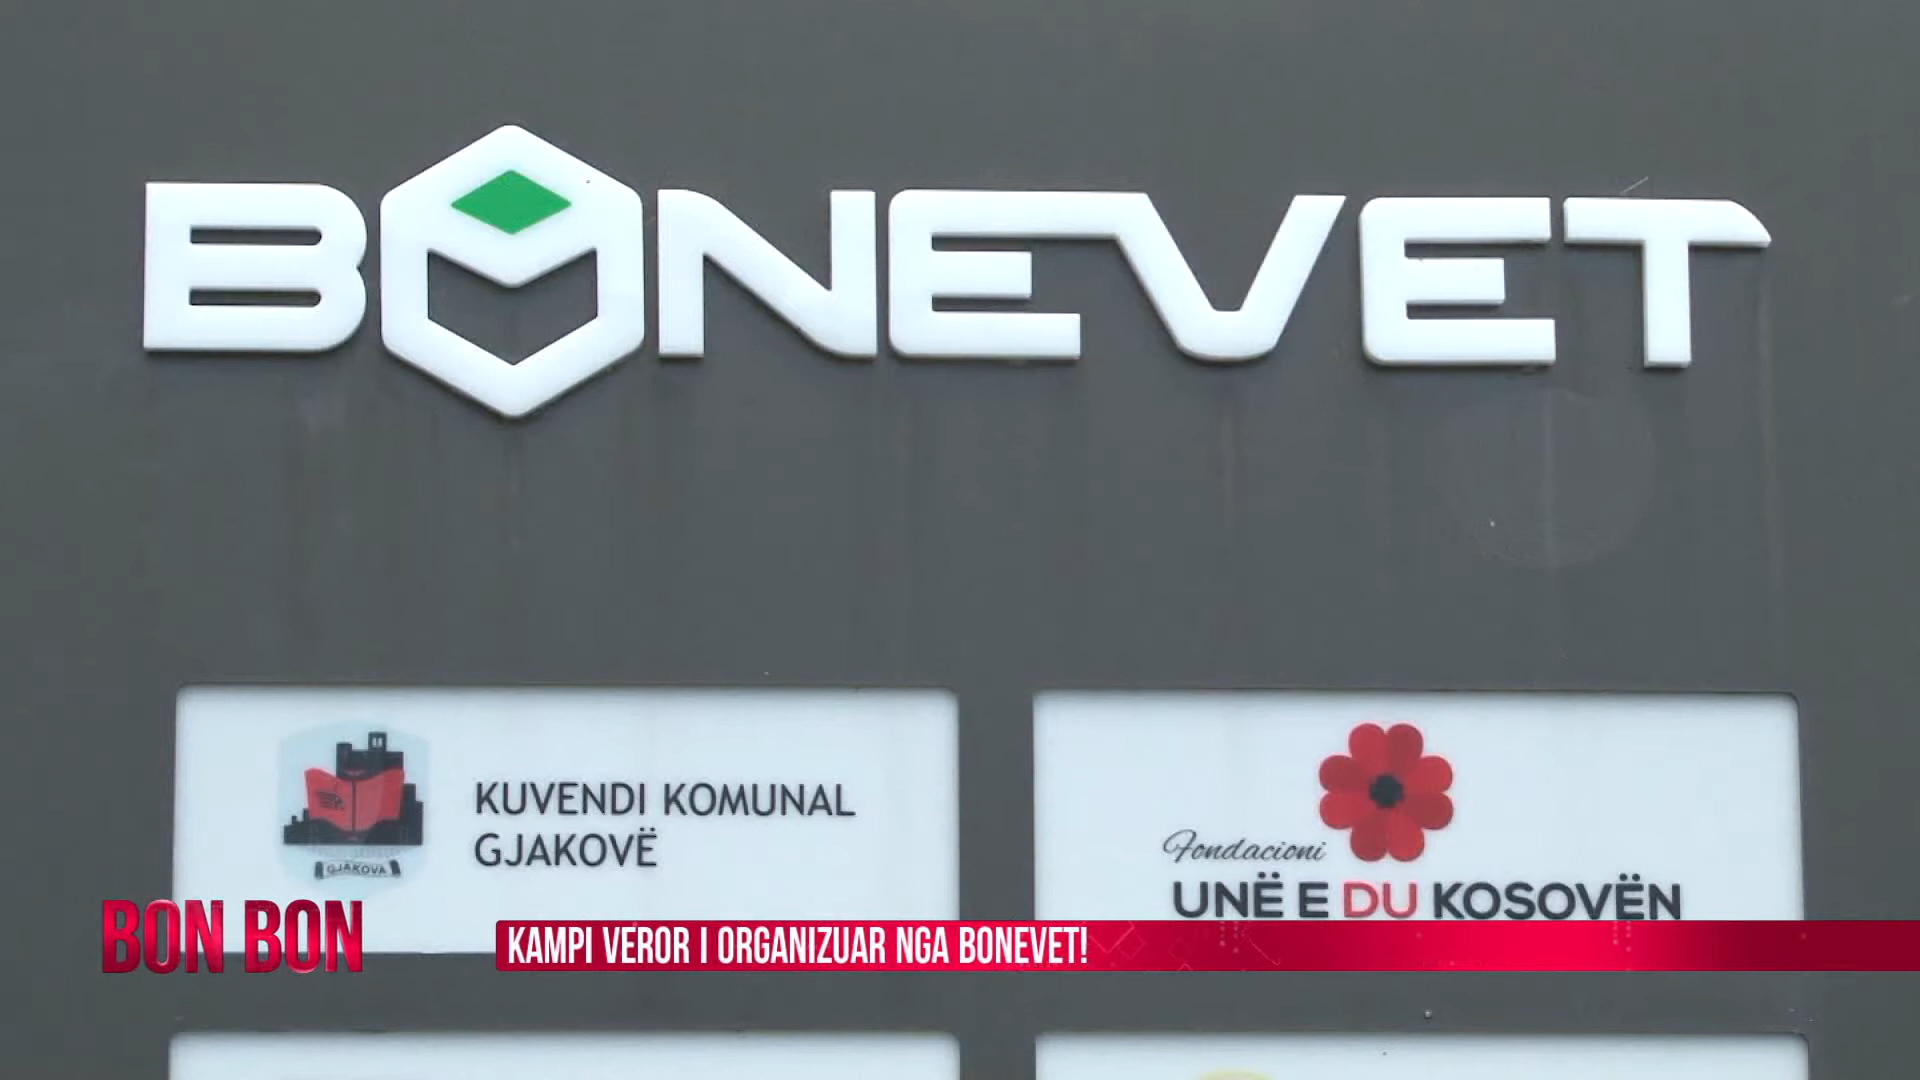 BONEVET
KUVENDI KOMUNAL
GJAKOVË
GJAKOVA
Fondacioni
UNË E DU KOSOVËN
BON BON
KAMPI VEROR I ORGANIZUAR NGA BONEVET!